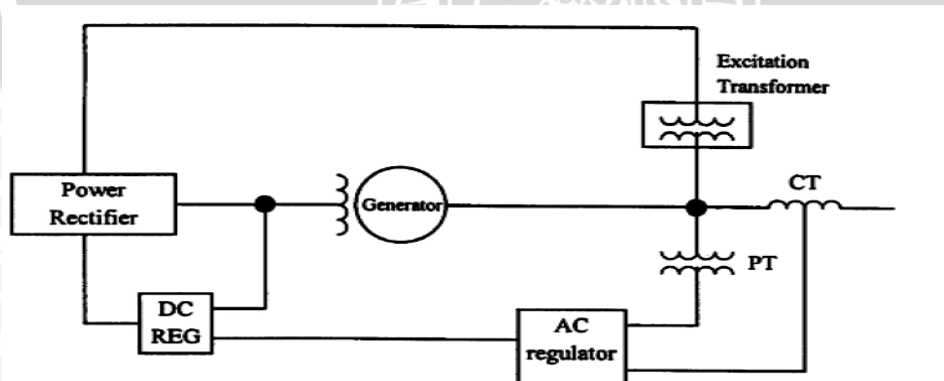 Excitation
Transformer
CT
Power
Rectifier
Generator
PT
DC
REG
AC
regulator